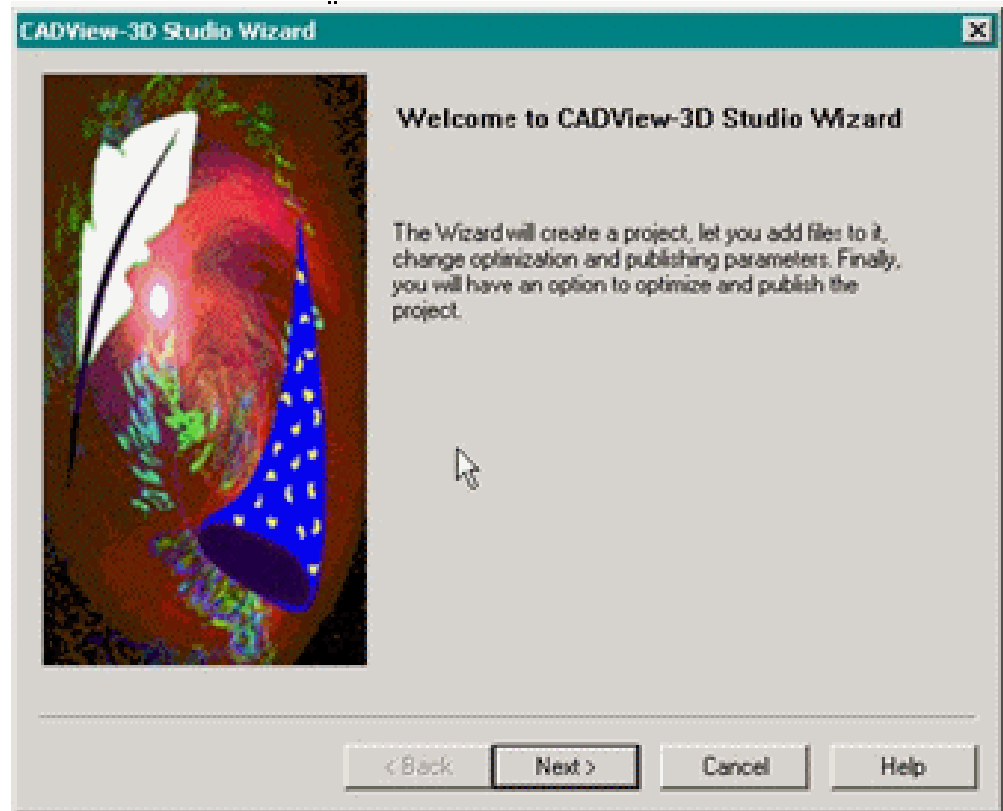 CADView-3D Studio Wizard
Welcome to CADView-3D Studio Wizard
The Wizard will create a project, let you add files to it,
change optimization and publishing parameters. Finally,
you will have an option to optimize and publish the
project.
< Back
Next >
Cancel
Help